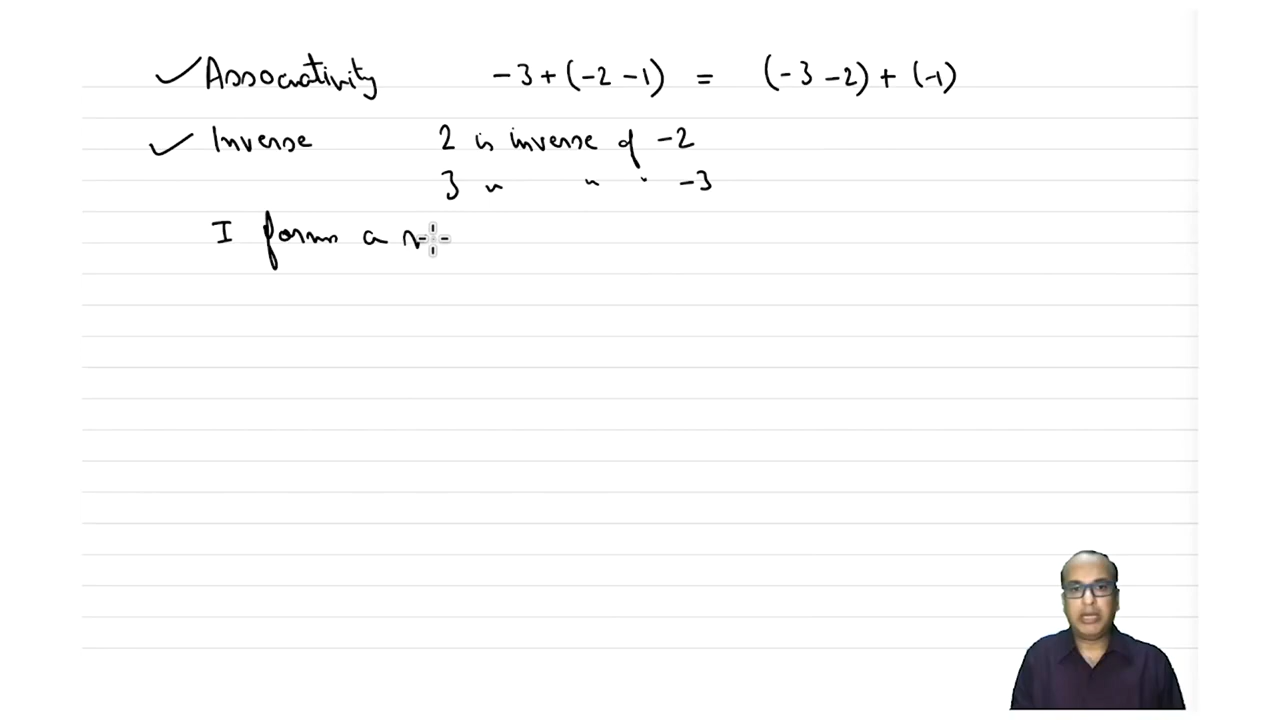 Associativity -3+(-2-1) = (-3-2)+(-1)
Inverse 2 is inverse of -2
3 " " " -3
I forms a